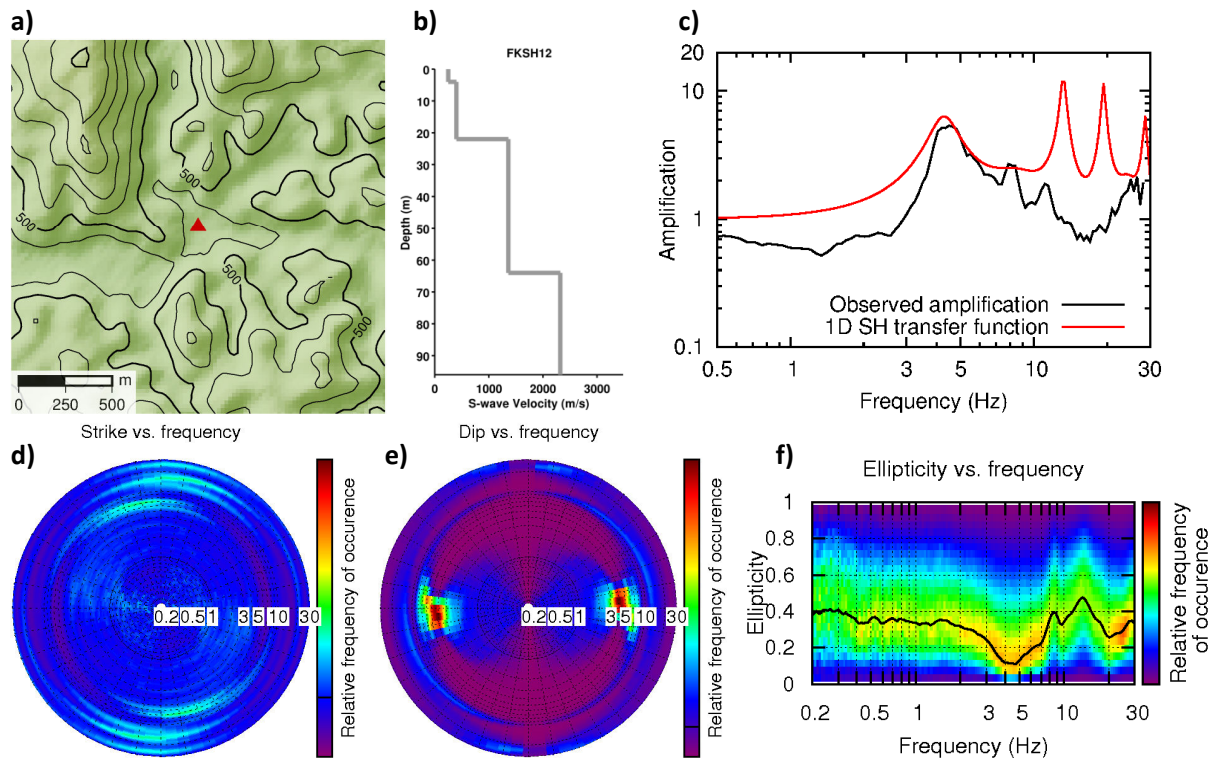 a)
500
500
500
500
m
0 250 500
b)
FKSH12
0
10
20
30
40
50
60
70
80
90
Depth (m)
0 1000 2000 3000
S-wave Velocity (m/s)
c)
20
10
1
0.1
Amplification
Observed amplification
1D SH transfer function
0.5 1 3 5 10 30
Frequency (Hz)
d)
Strike vs. frequency
0.2 0.5 1 3 5 10 30
Relative frequency of occurence
e)
Dip vs. frequency
0.2 0.5 1 3 5 10 30
Relative frequency of occurence
f)
Ellipticity vs. frequency
1
0.8
0.6
0.4
0.2
0
Ellipticity
0.2 0.5 1 3 5 10 30
Frequency (Hz)
Relative frequency
of occurence